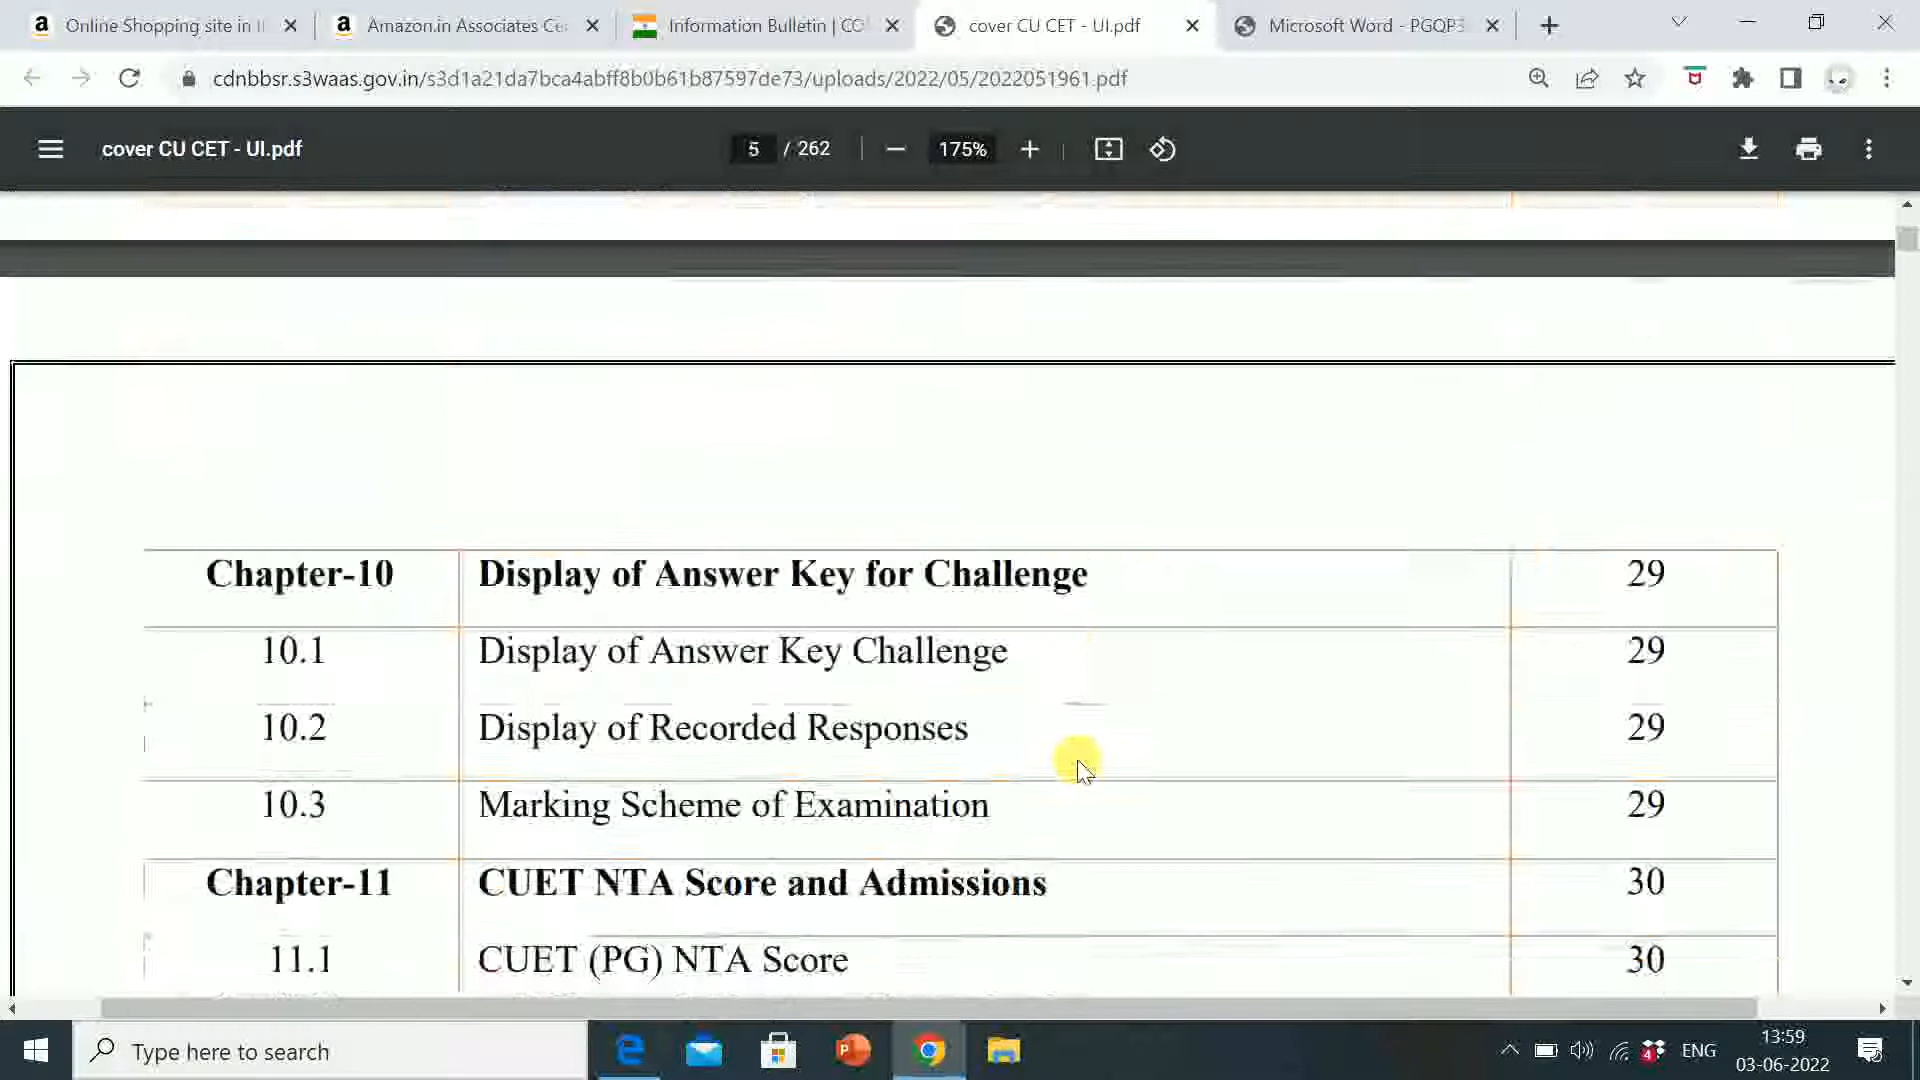 Online Shopping site in I
Amazon.in Associates Ce
Information Bulletin | CO
cover CU CET - UI.pdf
Microsoft Word - PGQP3
cdnbbsr.s3waas.gov.in/s3d1a21da7bca4abff8b0b61b87597de73/uploads/2022/05/2022051961.pdf
cover CU CET - UI.pdf
5 / 262
175%
Chapter-10 Display of Answer Key for Challenge 29
10.1 Display of Answer Key Challenge 29
10.2 Display of Recorded Responses 29
10.3 Marking Scheme of Examination 29
Chapter-11 CUET NTA Score and Admissions 30
11.1 CUET (PG) NTA Score 30
Type here to search
4
ENG
13:59
03-06-2022